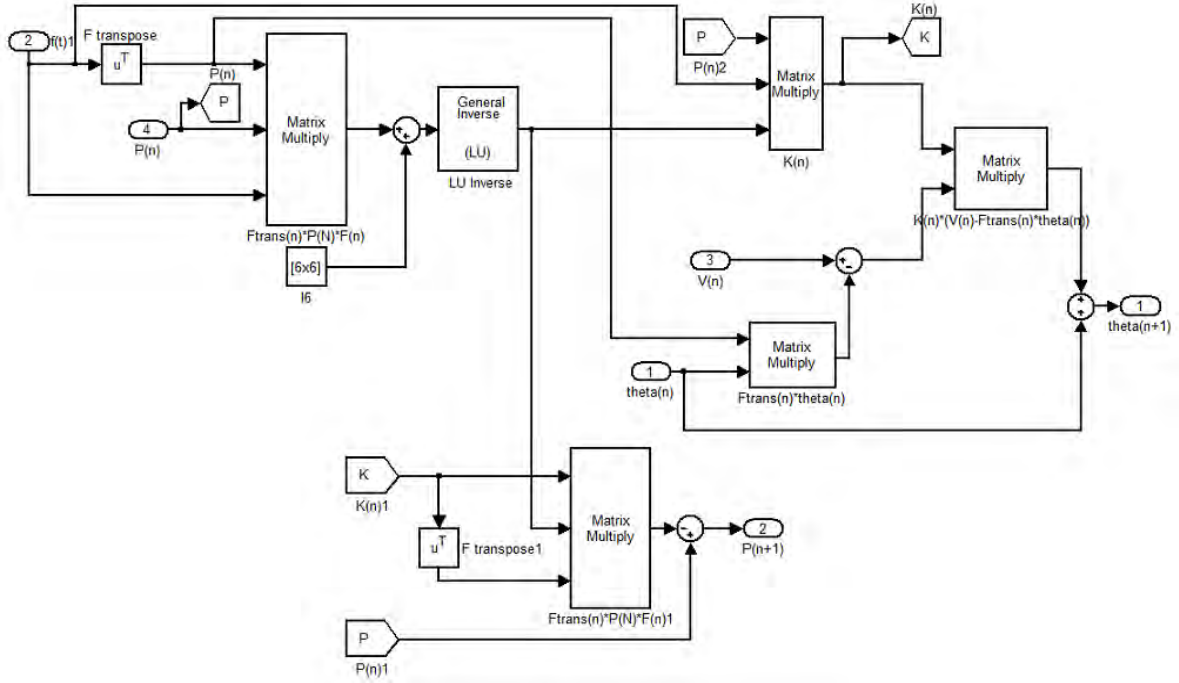 2
f(t)1
F transpose
uT
P(n)
P
4
P(n)
Matrix
Multiply
Ftrans(n)*P(N)*F(n)
[6x6]
I6
+
+
General
Inverse
(LU)
LU Inverse
P
P(n)2
Matrix
Multiply
K(n)
K(n)
K
Matrix
Multiply
K(n)*(V(n)-Ftrans(n)*theta(n))
3
V(n)
+
-
Matrix
Multiply
Ftrans(n)*theta(n)
1
theta(n)
+
+
1
theta(n+1)
K
K(n)1
uT
F transpose1
Matrix
Multiply
Ftrans(n)*P(N)*F(n)1
-
+
2
P(n+1)
P
P(n)1